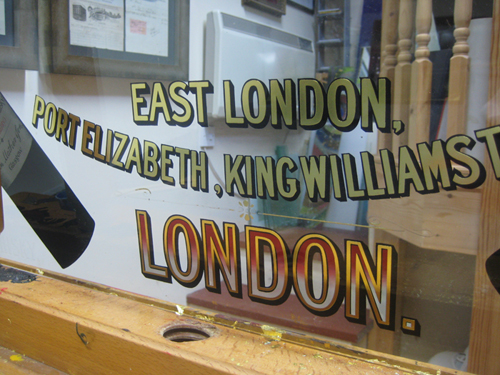 EAST LONDON,
PORT ELIZABETH, KING WILLIAMS T
LONDON.